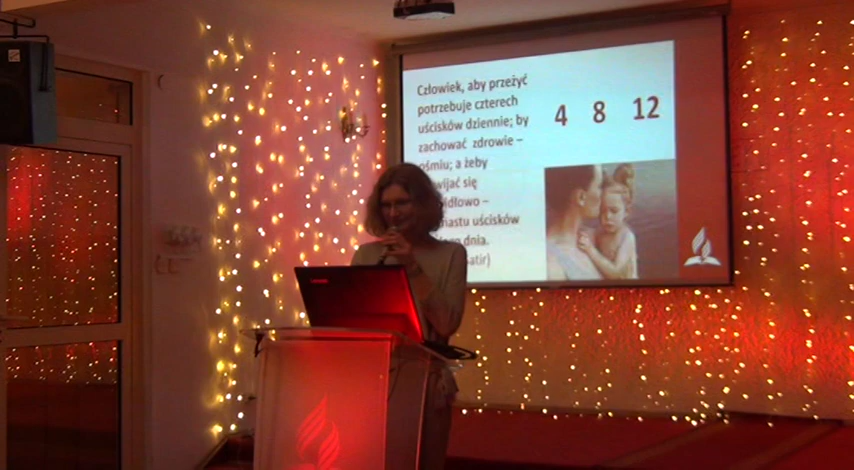 Człowiek, aby przeżyć
potrzebuje czterech
uścisków dziennie; by
zachować zdrowie –
ośmiu; a żeby
się
–
uścisków
dnia.
4 8 12